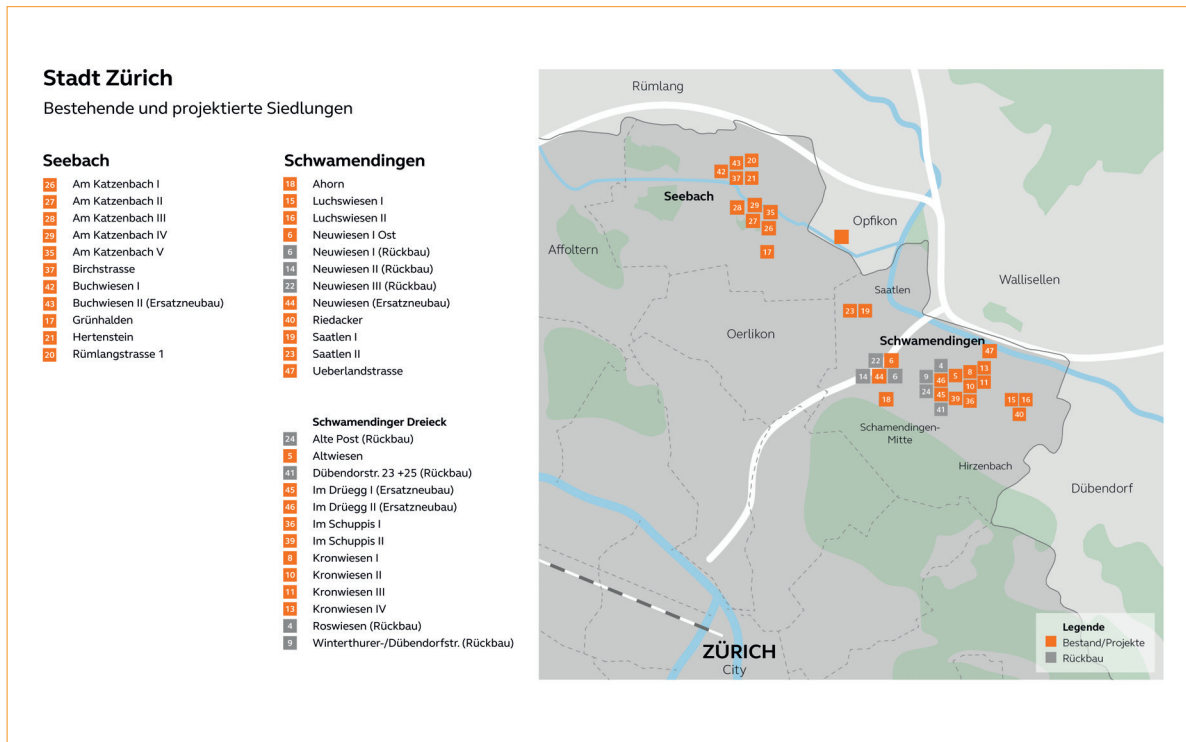 Stadt Zürich
Bestehende und projektierte Siedlungen
Seebach
26 Am Katzenbach I
27 Am Katzenbach II
28 Am Katzenbach III
29 Am Katzenbach IV
35 Am Katzenbach V
37 Birchstrasse
42 Buchwiesen I
43 Buchwiesen II (Ersatzneubau)
17 Grünhalden
21 Hertenstein
20 Rümlangstrasse 1
Schwamendingen
18 Ahorn
15 Luchswiesen I
16 Luchswiesen II
6 Neuwiesen I Ost
6 Neuwiesen I (Rückbau)
14 Neuwiesen II (Rückbau)
22 Neuwiesen III (Rückbau)
44 Neuwiesen (Ersatzneubau)
40 Riedacker
19 Saatlen I
23 Saatlen II
47 Ueberlandstrasse
Schwamendinger Dreieck
24 Alte Post (Rückbau)
5 Altwiesen
41 Dübendorstr. 23 +25 (Rückbau)
45 Im Drüegg I (Ersatzneubau)
46 Im Drüegg II (Ersatzneubau)
36 Im Schuppis I
39 Im Schuppis II
8 Kronwiesen I
10 Kronwiesen II
11 Kronwiesen III
13 Kronwiesen IV
4 Roswiesen (Rückbau)
9 Winterthurer-/Dübendorfstr. (Rückbau)
Rümlang
43 20
42 37 21
Seebach
28 29 35
27 26
17
Opfikon
Affoltern
Wallisellen
Saatlen
23 19
Oerlikon
Schwamendingen
47
22 6
14 44 6
4 13
9 46 5 8 11
24 45 10
39 36
41
18
15 16
40
Schamendingen-
Mitte
Hirzenbach
Dübendorf
ZÜRICH
City
Legende
Bestand/Projekte
Rückbau